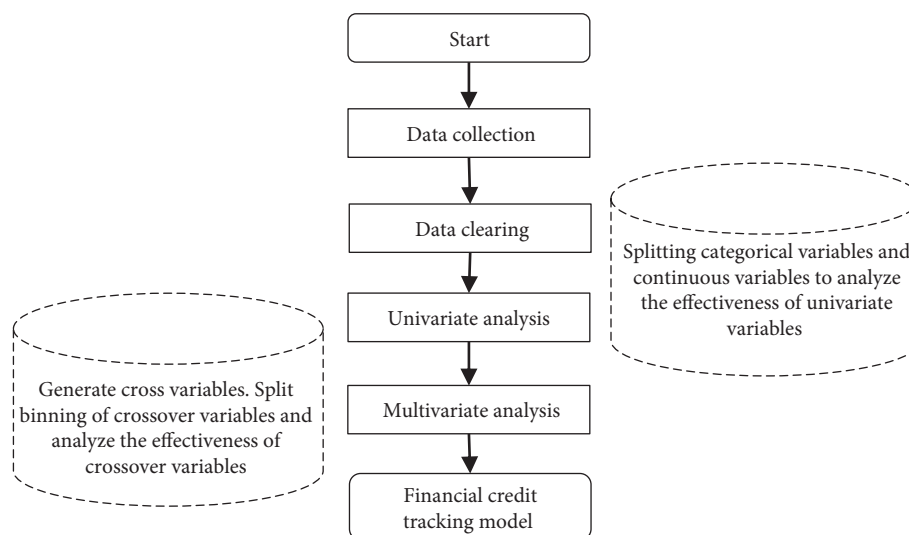 Start
Data collection
Data clearing
Splitting categorical variables and
continuous variables to analyze
the effectiveness of univariate
variables
Univariate analysis
Generate cross variables. Split
binning of crossover variables and
analyze the effectiveness of
crossover variables
Multivariate analysis
Financial credit
tracking model